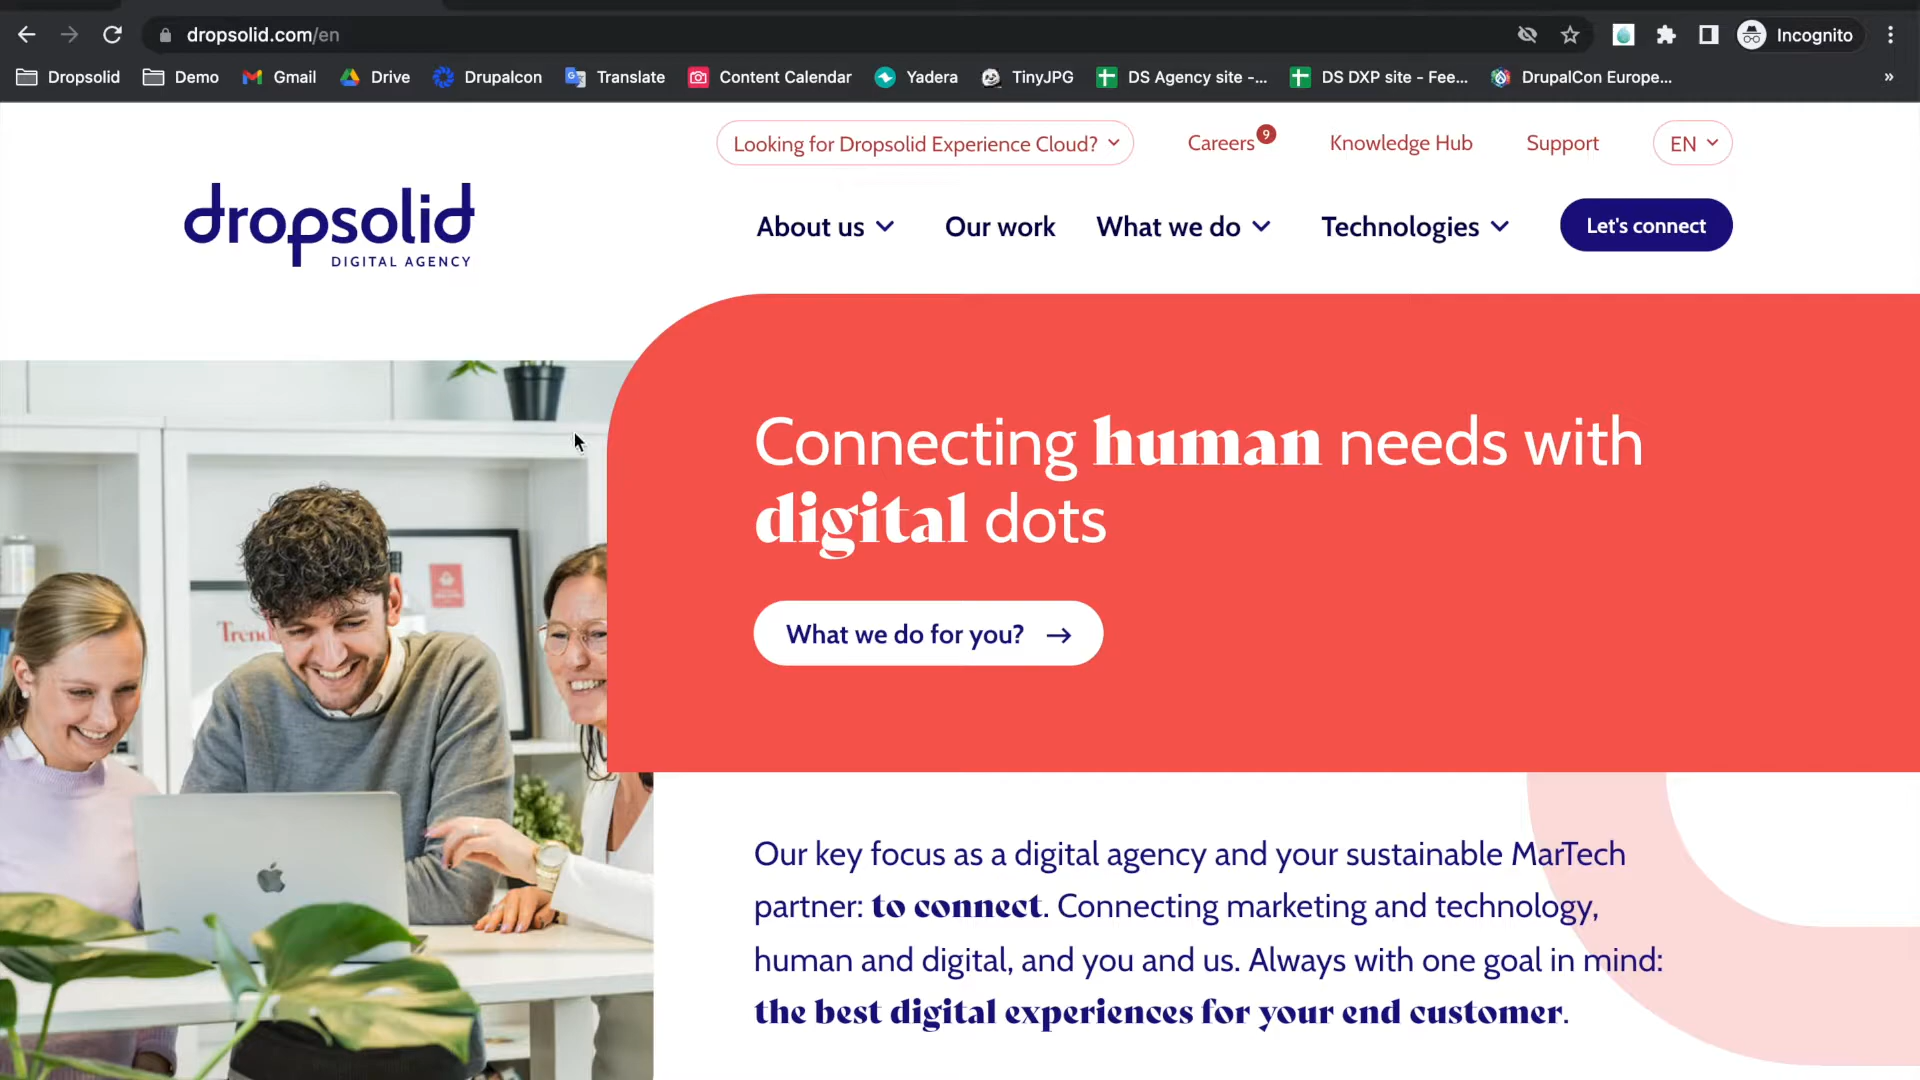 dropsolid.com/en
Incognito
Dropsolid
Demo
Gmail
Drive
Drupalcon
Translate
Content Calendar
Yadera
TinyJPG
DS Agency site -...
DS DXP site - Fee...
DrupalCon Europe...
»
Looking for Dropsolid Experience Cloud?
Careers 9
Knowledge Hub
Support
EN
dropsolid
DIGITAL AGENCY
About us
Our work
What we do
Technologies
Let's connect
Connecting human needs with
digital dots
What we do for you? →
Our key focus as a digital agency and your sustainable MarTech
partner: to connect. Connecting marketing and technology,
human and digital, and you and us. Always with one goal in mind:
the best digital experiences for your end customer.